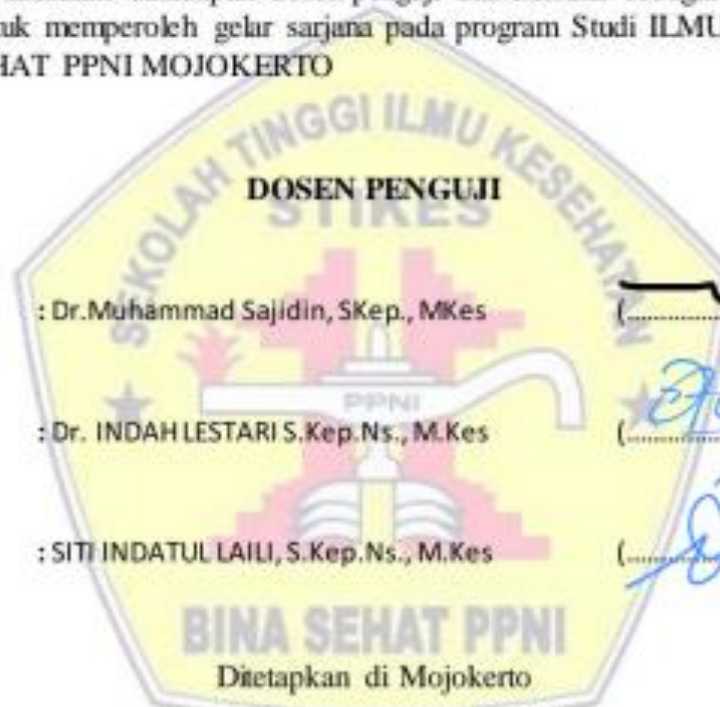 tuk memperoleh gelar sarjana pada program Studi ILMU
HAT PPNI MOJOKERTO
SEKOLAH TINGGI ILMU KESEHATAN
DOSEN PENGUJI
STIKES
: Dr.Muhammad Sajidin, SKep., MKes (..............
PPNI
: Dr. INDAH LESTARI S.Kep.Ns., M.Kes (..............
: SITI INDATUL LAILI, S.Kep.Ns., M.Kes (..............
BINA SEHAT PPNI
Ditetapkan di Mojokerto